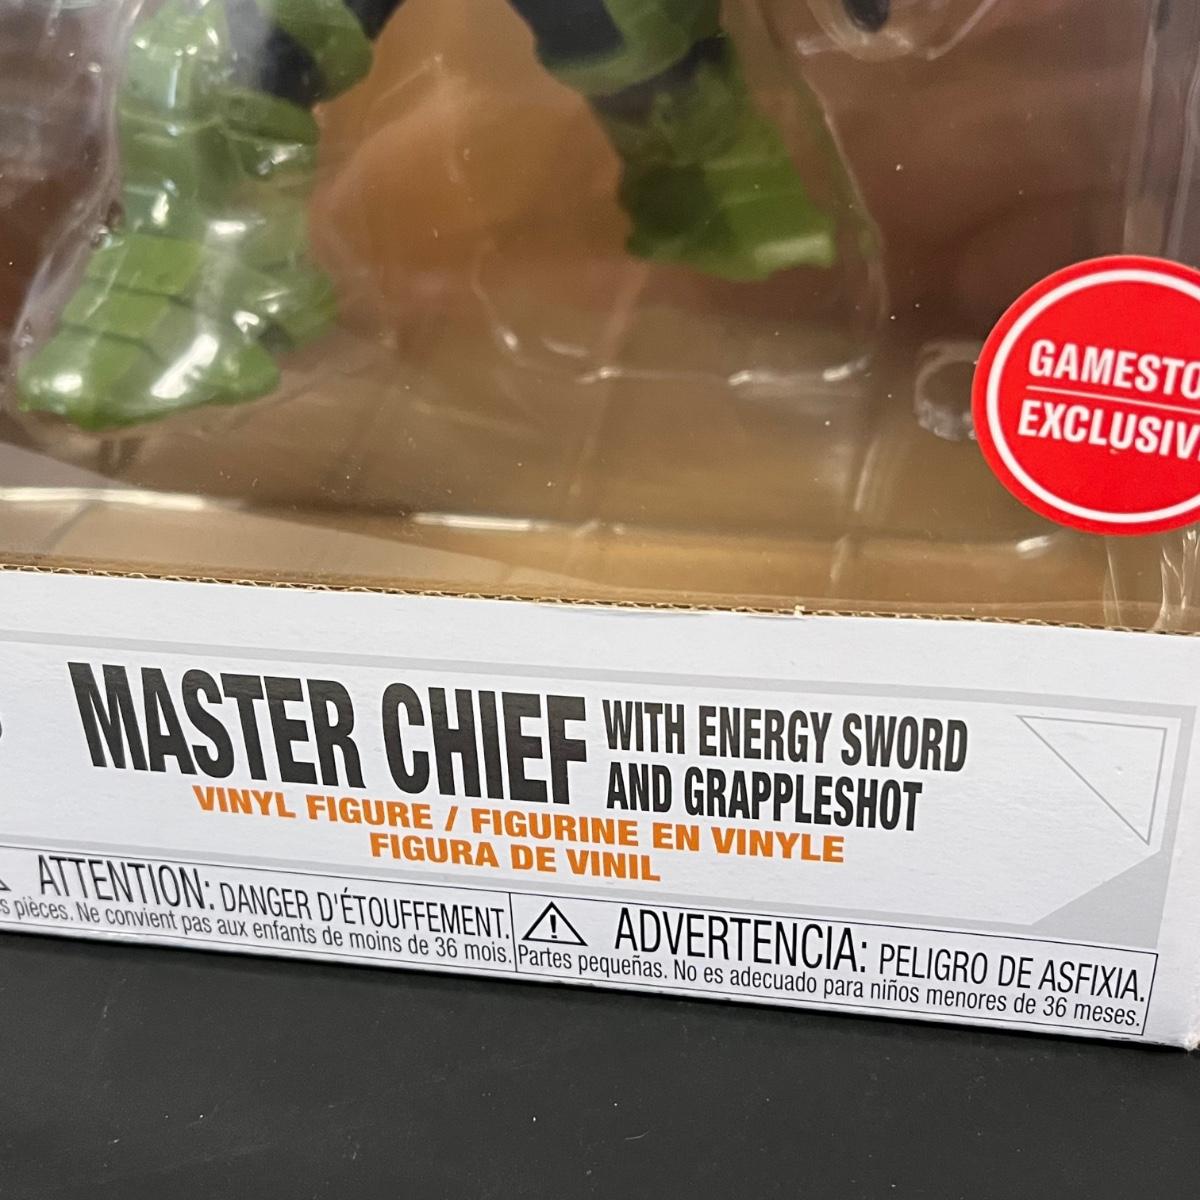 GAMESTO
EXCLUSIV
MASTER CHIEF WITH ENERGY SWORD
AND GRAPPLESHOT
VINYL FIGURE / FIGURINE EN VINYLE
FIGURA DE VINIL
ATTENTION: DANGER D'ÉTOUFFEMENT.
s pièces. Ne convient pas aux enfants de moins de 36 mois.
ADVERTENCIA: PELIGRO DE ASFIXIA.
Partes pequeñas. No es adecuado para niños menores de 36 meses.